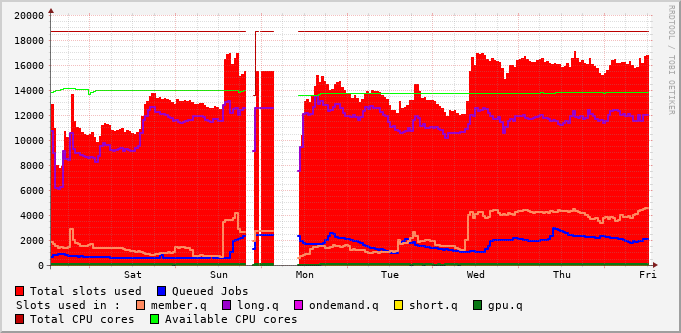 20000
18000
16000
14000
12000
10000
8000
6000
4000
2000
0
Sat Sun Mon Tue Wed Thu Fri
RRDTOOL / TOBI OETIKER
Total slots used Queued Jobs
Slots used in : member.q long.q ondemand.q short.q gpu.q
Total CPU cores Available CPU cores